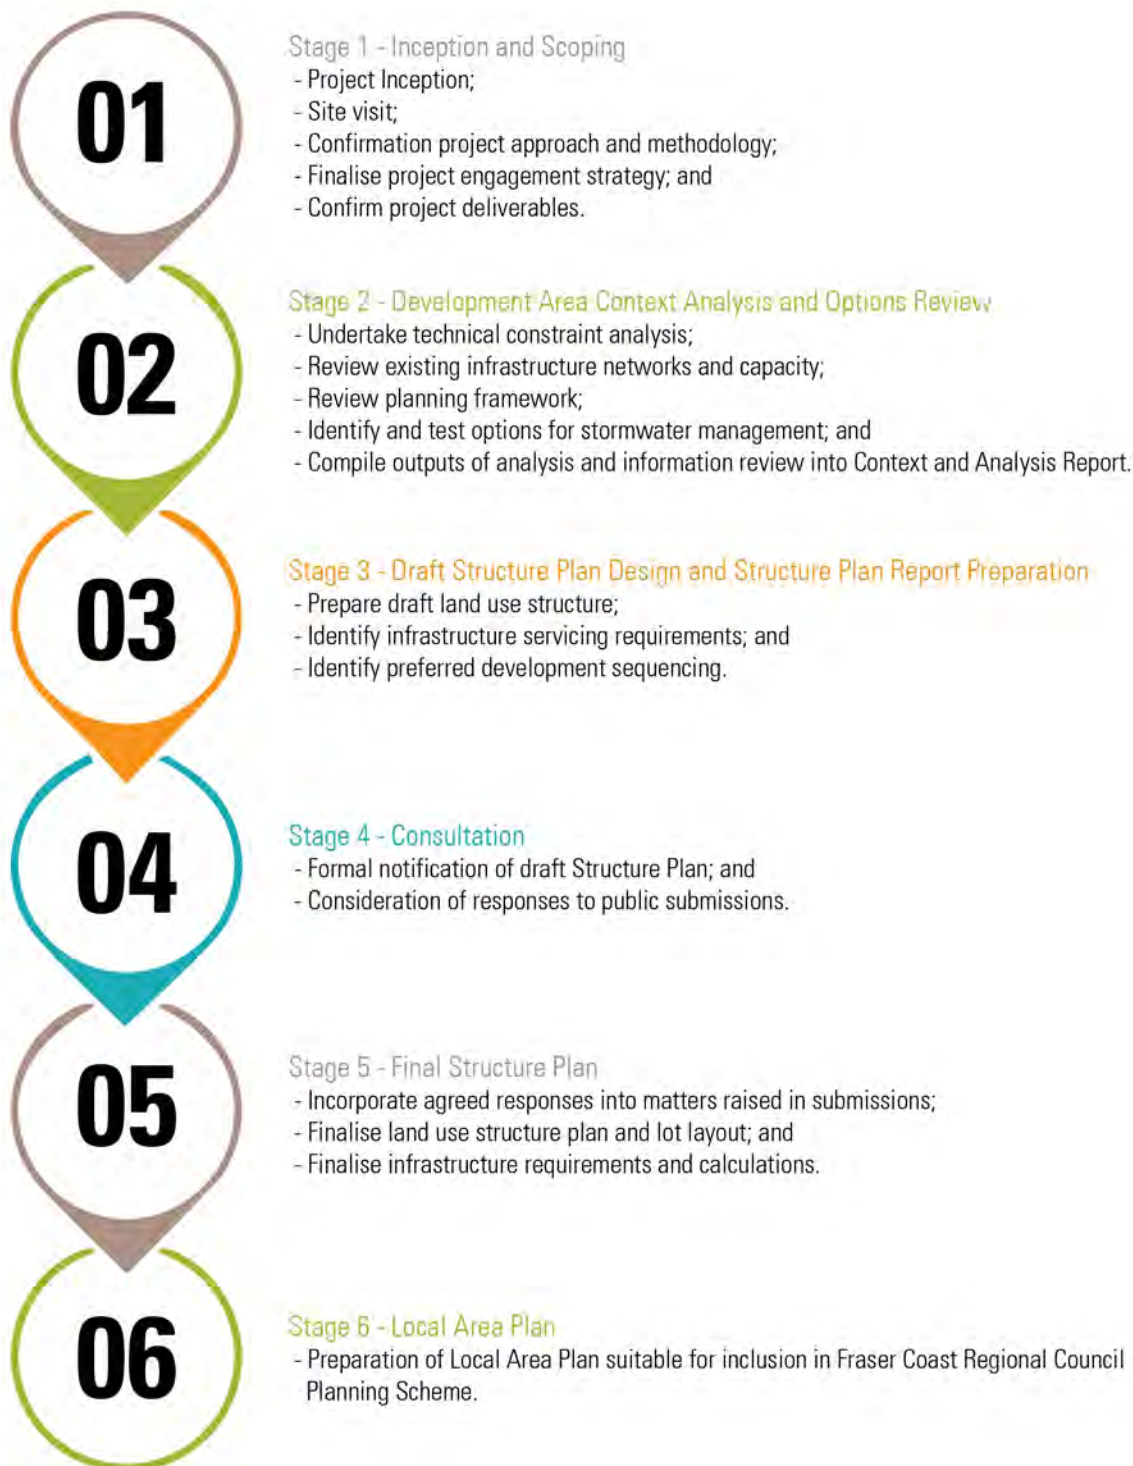 01
Stage 1 - Inception and Scoping
- Project Inception;
- Site visit;
- Confirmation project approach and methodology;
- Finalise project engagement strategy; and
- Confirm project deliverables.
02
Stage 2 - Development Area Context Analysis and Options Review
- Undertake technical constraint analysis;
- Review existing infrastructure networks and capacity;
- Review planning framework;
- Identify and test options for stormwater management; and
- Compile outputs of analysis and information review into Context and Analysis Report.
03
Stage 3 - Draft Structure Plan Design and Structure Plan Report Preparation
- Prepare draft land use structure;
- Identify infrastructure servicing requirements; and
- Identify preferred development sequencing.
04
Stage 4 - Consultation
- Formal notification of draft Structure Plan; and
- Consideration of responses to public submissions.
05
Stage 5 - Final Structure Plan
- Incorporate agreed responses into matters raised in submissions;
- Finalise land use structure plan and lot layout; and
- Finalise infrastructure requirements and calculations.
06
Stage 6 - Local Area Plan
- Preparation of Local Area Plan suitable for inclusion in Fraser Coast Regional Council
Planning Scheme.